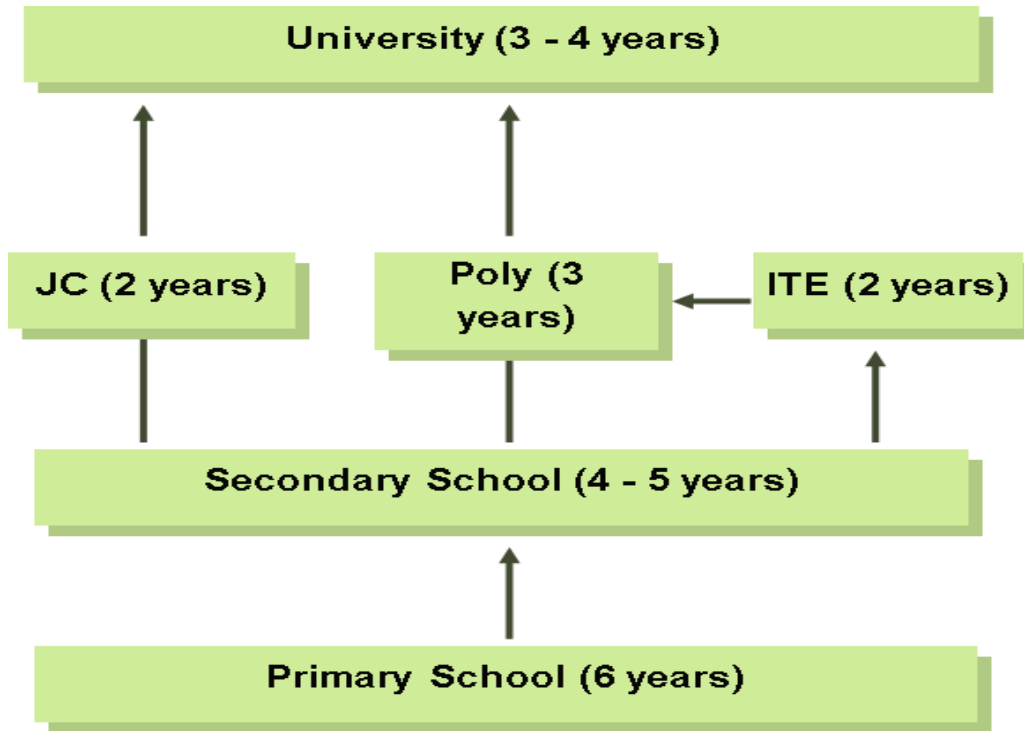 University (3 - 4 years)
JC (2 years)
Poly (3
years)
ITE (2 years)
Secondary School (4 - 5 years)
Primary School (6 years)